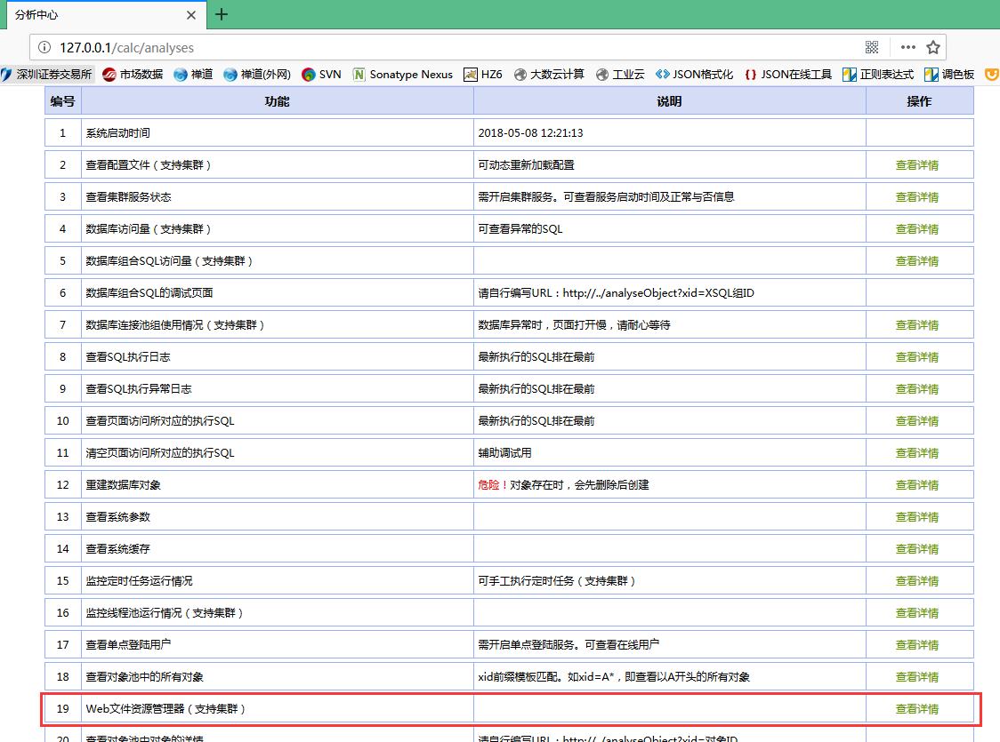 分析中心
127.0.0.1/calc/analyses
深圳证券交易所 市场数据 禅道 禅道(外网) SVN Sonatype Nexus HZ6 大数云计算 工业云 JSON格式化 JSON在线工具 正则表达式 调色板
编号 功能 说明 操作
1 系统启动时间 2018-05-08 12:21:13
2 查看配置文件（支持集群） 可动态重新加载配置 查看详情
3 查看集群服务状态 需开启集群服务。可查看服务启动时间及正常与否信息 查看详情
4 数据库访问量（支持集群） 可查看异常的SQL 查看详情
5 数据库组合SQL访问量（支持集群） 查看详情
6 数据库组合SQL的调试页面 请自行编写URL：http://../analyseObject?xid=XSQL组ID
7 数据库连接池组使用情况（支持集群） 数据库异常时，页面打开慢，请耐心等待 查看详情
8 查看SQL执行日志 最新执行的SQL排在最前 查看详情
9 查看SQL执行异常日志 最新执行的SQL排在最前 查看详情
10 查看页面访问所对应的执行SQL 最新执行的SQL排在最前 查看详情
11 清空页面访问所对应的执行SQL 辅助调试用 查看详情
12 重建数据库对象 危险！对象存在时，会先删除后创建 查看详情
13 查看系统参数 查看详情
14 查看系统缓存 查看详情
15 监控定时任务运行情况 可手工执行定时任务（支持集群） 查看详情
16 监控线程池运行情况（支持集群） 查看详情
17 查看单点登陆用户 需开启单点登陆服务。可查看在线用户 查看详情
18 查看对象池中的所有对象 xid前缀模板匹配。如xid=A*，即查看以A开头的所有对象 查看详情
19 Web文件资源管理器（支持集群） 查看详情
20 查看对象池中对象的详情 请自行编写URL：http://../analyseObject?xid=对象ID